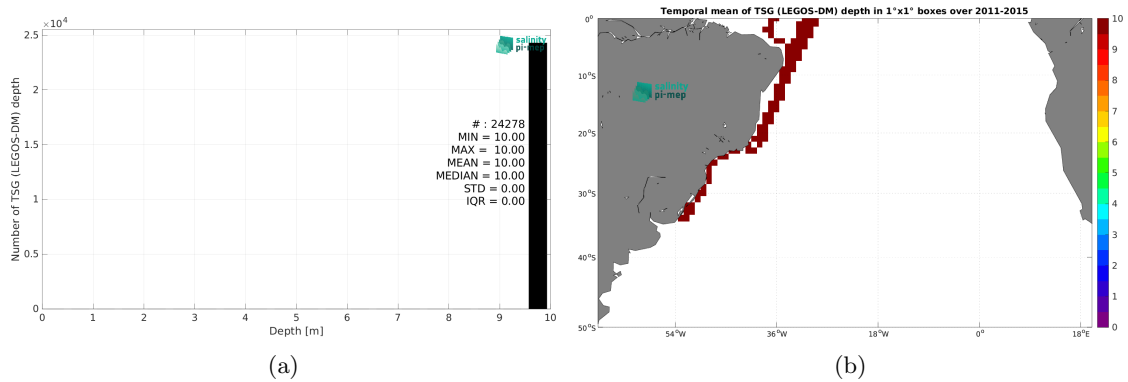 ×10⁴
2.5
2
1.5
1
0.5
0
Number of TSG (LEGOS-DM) depth
salinity
pi-mep
# : 24278
MIN = 10.00
MAX = 10.00
MEAN = 10.00
MEDIAN = 10.00
STD = 0.00
IQR = 0.00
0 1 2 3 4 5 6 7 8 9 10
Depth [m]
(a)
Temporal mean of TSG (LEGOS-DM) depth in 1°x1° boxes over 2011-2015
0°
10°S
20°S
30°S
40°S
50°S
salinity
pi-mep
54°W 36°W 18°W 0° 18°E
10
9
8
7
6
5
4
3
2
1
0
(b)